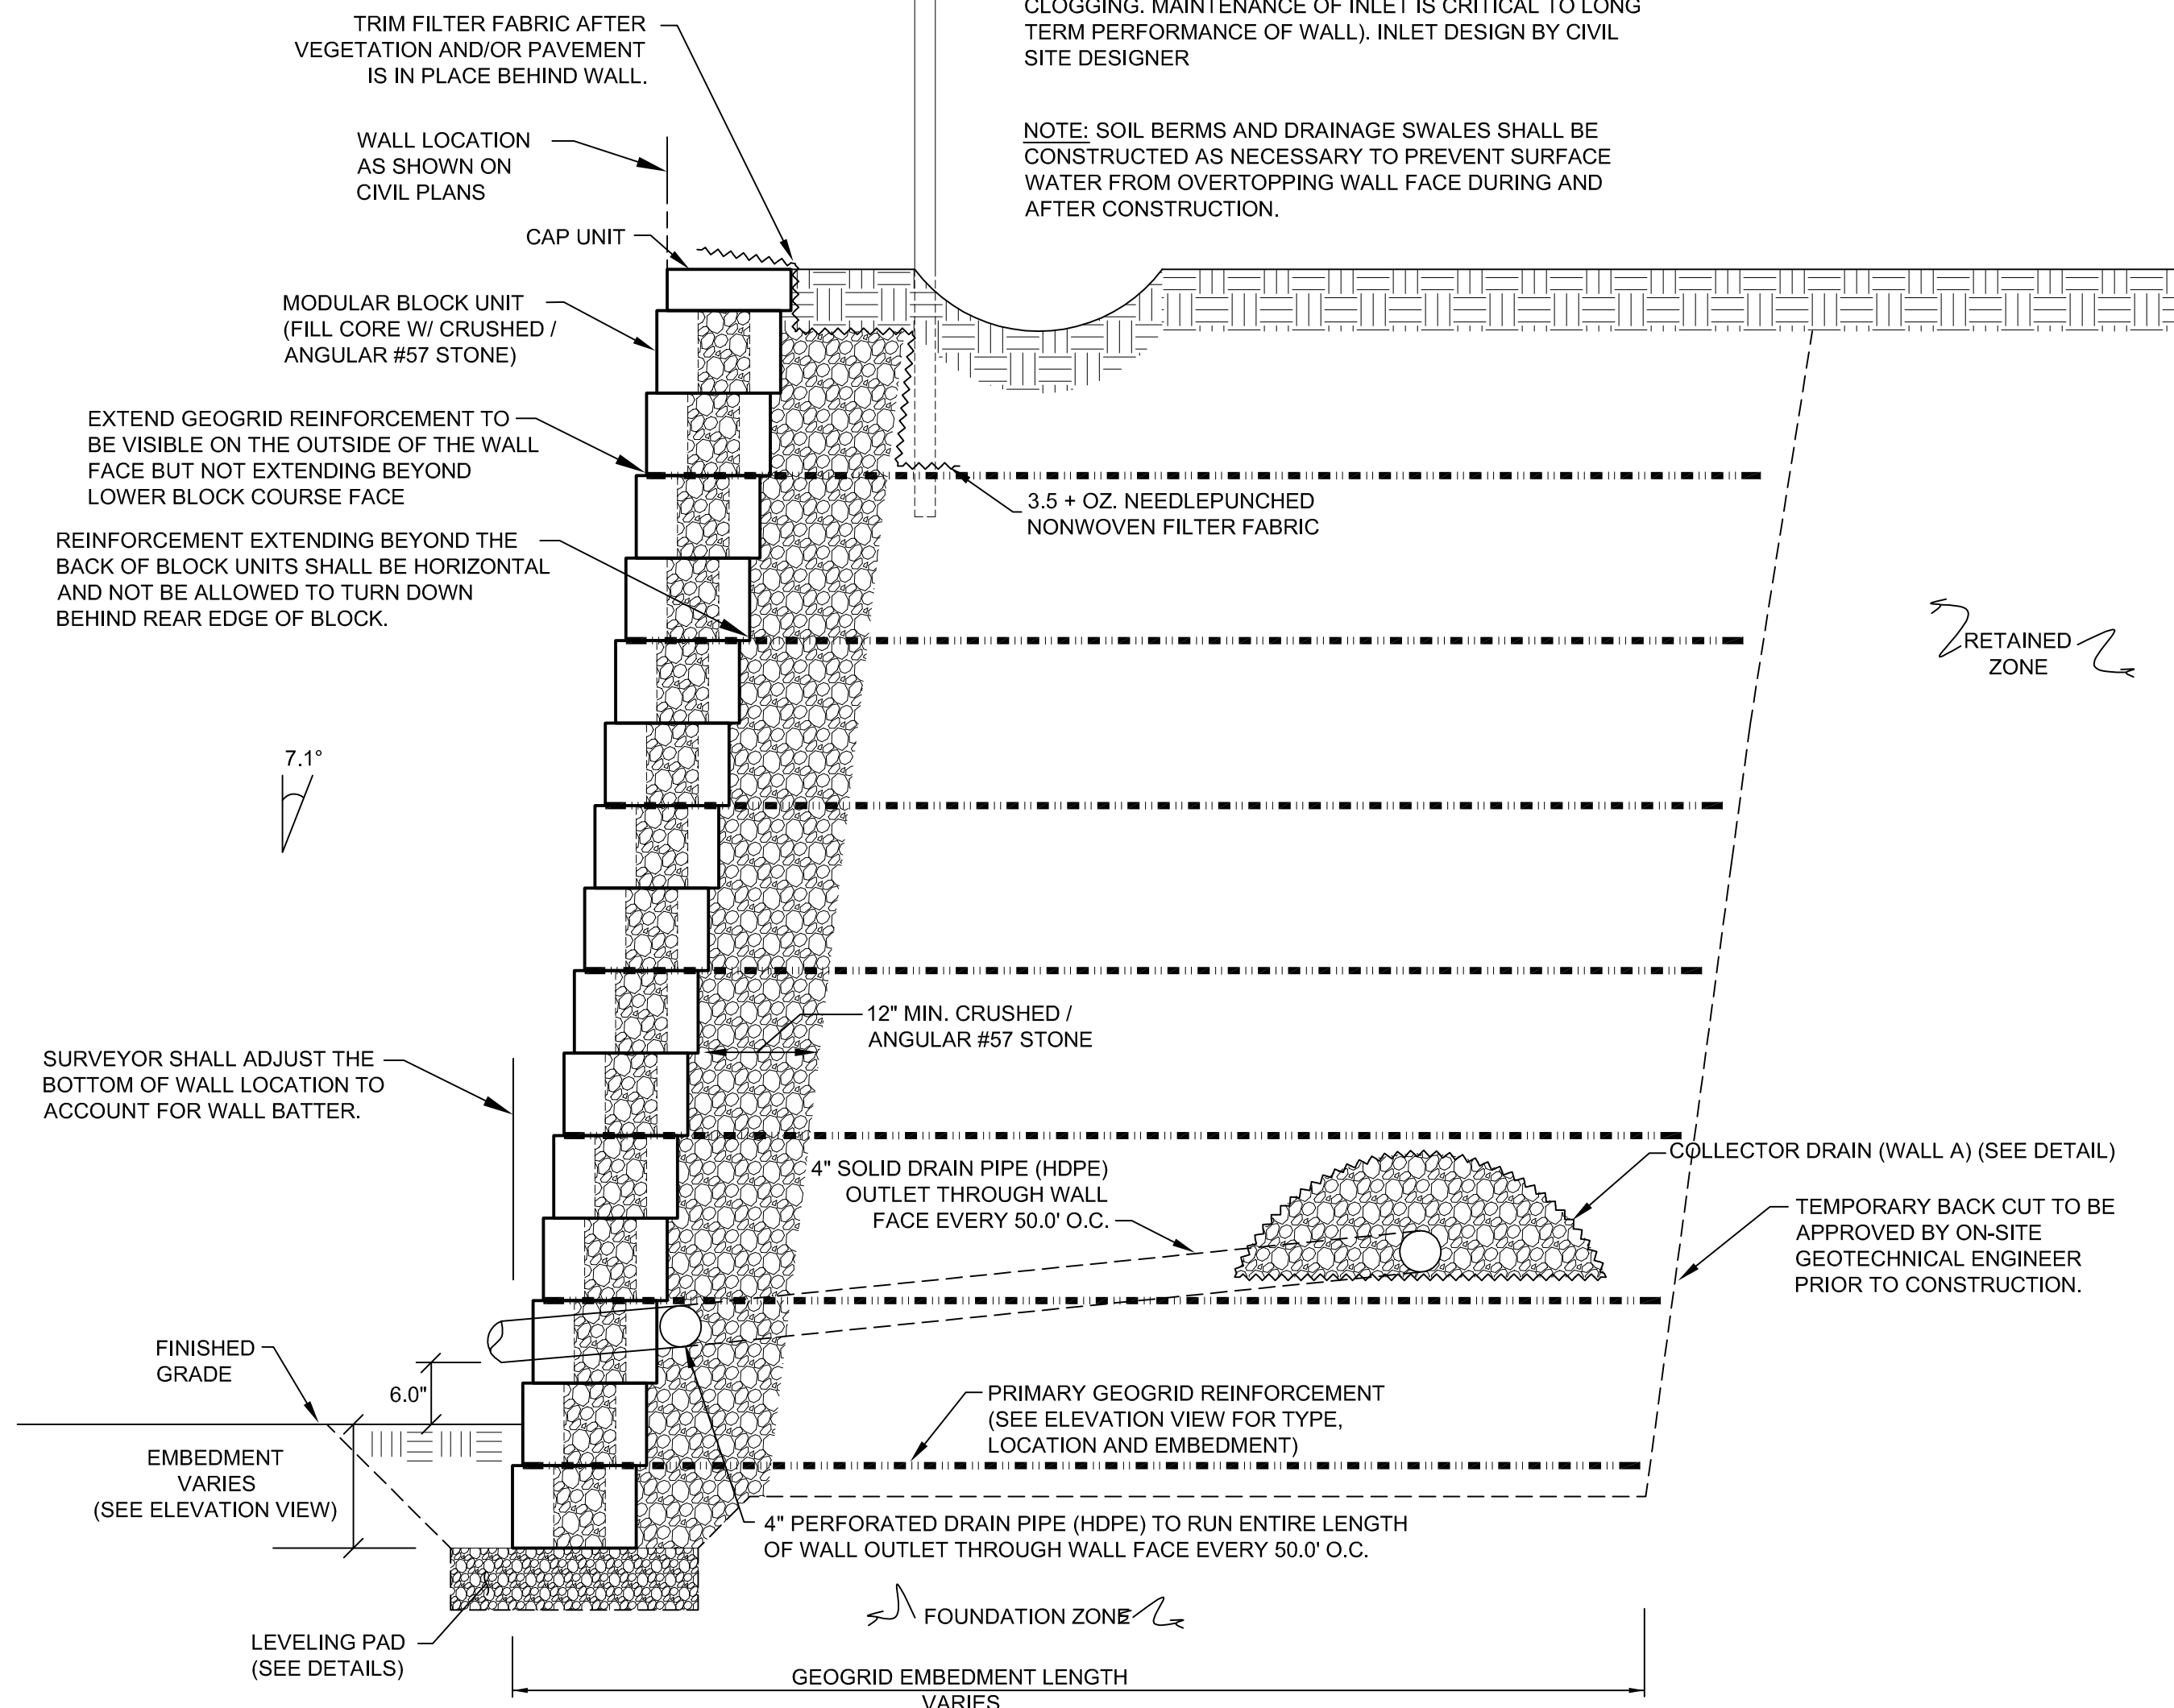 CLOGGING. MAINTENANCE OF INLET IS CRITICAL TO LONG
TERM PERFORMANCE OF WALL). INLET DESIGN BY CIVIL
SITE DESIGNER
TRIM FILTER FABRIC AFTER
VEGETATION AND/OR PAVEMENT
IS IN PLACE BEHIND WALL.
NOTE: SOIL BERMS AND DRAINAGE SWALES SHALL BE
CONSTRUCTED AS NECESSARY TO PREVENT SURFACE
WATER FROM OVERTOPPING WALL FACE DURING AND
AFTER CONSTRUCTION.
WALL LOCATION
AS SHOWN ON
CIVIL PLANS
CAP UNIT
MODULAR BLOCK UNIT
(FILL CORE W/ CRUSHED /
ANGULAR #57 STONE)
EXTEND GEOGRID REINFORCEMENT TO
BE VISIBLE ON THE OUTSIDE OF THE WALL
FACE BUT NOT EXTENDING BEYOND
LOWER BLOCK COURSE FACE
3.5 + OZ. NEEDLEPUNCHED
NONWOVEN FILTER FABRIC
REINFORCEMENT EXTENDING BEYOND THE
BACK OF BLOCK UNITS SHALL BE HORIZONTAL
AND NOT BE ALLOWED TO TURN DOWN
BEHIND REAR EDGE OF BLOCK.
RETAINED
ZONE
7.1°
12" MIN. CRUSHED /
ANGULAR #57 STONE
SURVEYOR SHALL ADJUST THE
BOTTOM OF WALL LOCATION TO
ACCOUNT FOR WALL BATTER.
COLLECTOR DRAIN (WALL A) (SEE DETAIL)
4" SOLID DRAIN PIPE (HDPE)
OUTLET THROUGH WALL
FACE EVERY 50.0' O.C.
TEMPORARY BACK CUT TO BE
APPROVED BY ON-SITE
GEOTECHNICAL ENGINEER
PRIOR TO CONSTRUCTION.
FINISHED
GRADE
6.0"
PRIMARY GEOGRID REINFORCEMENT
(SEE ELEVATION VIEW FOR TYPE,
LOCATION AND EMBEDMENT)
EMBEDMENT
VARIES
(SEE ELEVATION VIEW)
4" PERFORATED DRAIN PIPE (HDPE) TO RUN ENTIRE LENGTH
OF WALL OUTLET THROUGH WALL FACE EVERY 50.0' O.C.
FOUNDATION ZONE
LEVELING PAD
(SEE DETAILS)
GEOGRID EMBEDMENT LENGTH
VARIES